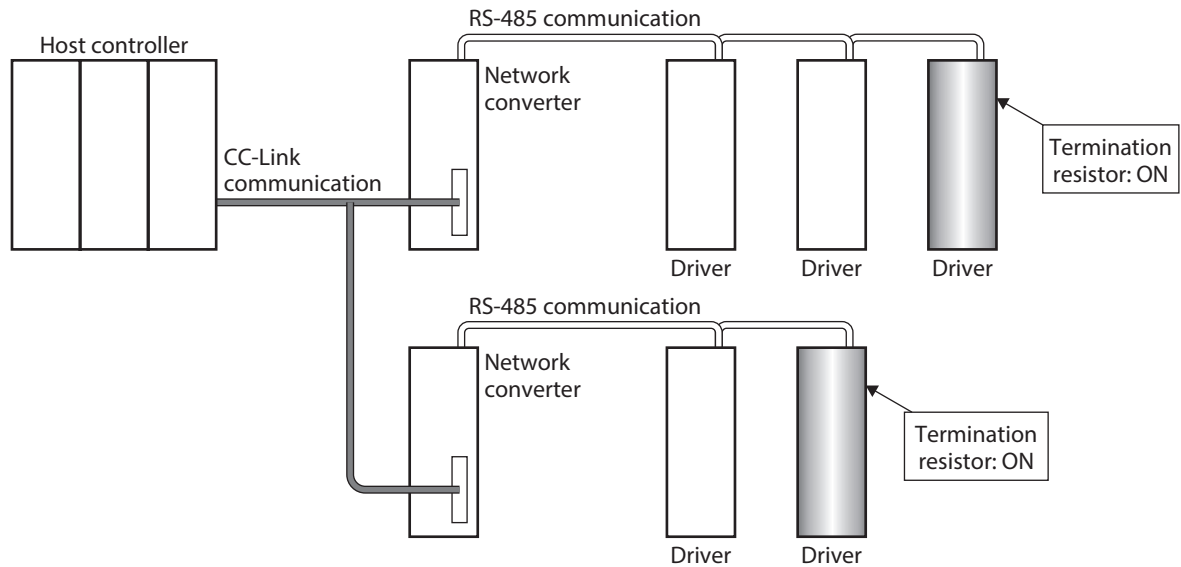 RS-485 communication
Host controller
Network
converter
CC-Link
communication
Termination
resistor: ON
Driver
Driver
Driver
RS-485 communication
Network
converter
Termination
resistor: ON
Driver
Driver